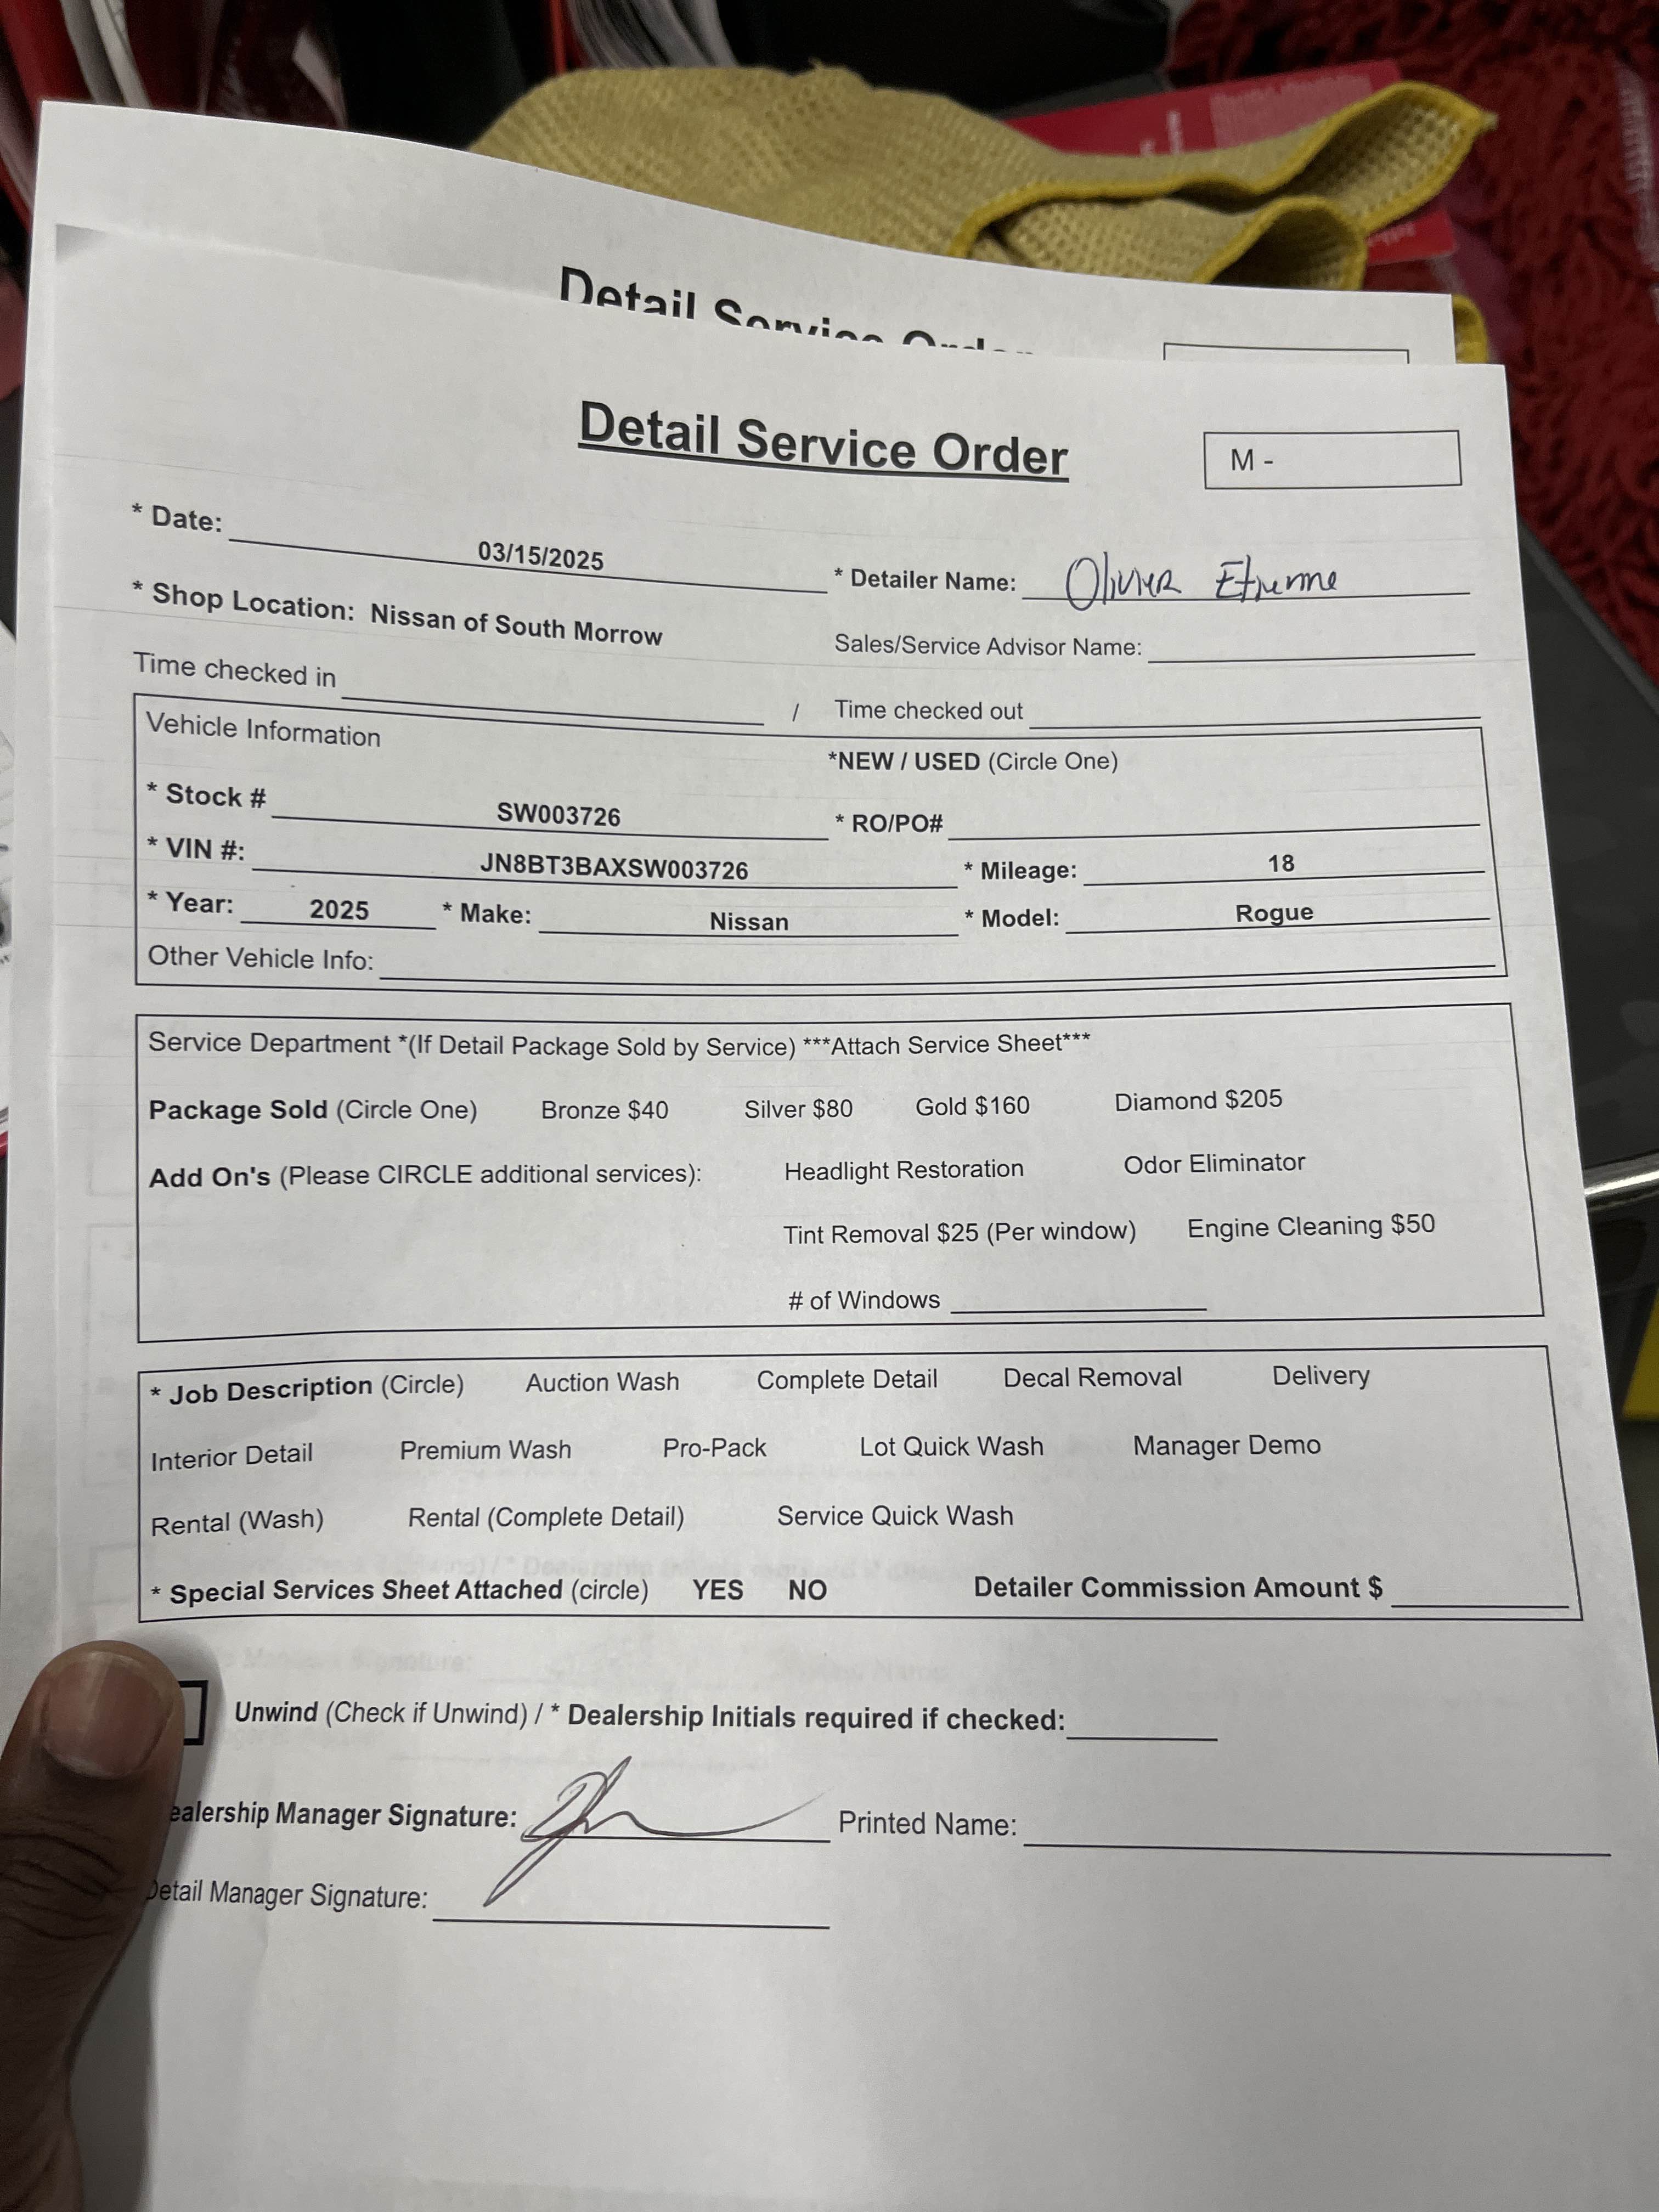 Detail Service Order
Detail Service Order
M -
* Date: 03/15/2025
* Detailer Name: Olivier Etienne
* Shop Location: Nissan of South Morrow
Sales/Service Advisor Name:
Time checked in / Time checked out
Vehicle Information
*NEW / USED (Circle One)
* Stock # SW003726 * RO/PO#
* VIN #: JN8BT3BAXSW003726 * Mileage: 18
* Year: 2025 * Make: Nissan * Model: Rogue
Other Vehicle Info:
Service Department *(If Detail Package Sold by Service) ***Attach Service Sheet***
Package Sold (Circle One) Bronze $40 Silver $80 Gold $160 Diamond $205
Add On's (Please CIRCLE additional services): Headlight Restoration Odor Eliminator
Tint Removal $25 (Per window) Engine Cleaning $50
# of Windows
* Job Description (Circle) Auction Wash Complete Detail Decal Removal Delivery
Interior Detail Premium Wash Pro-Pack Lot Quick Wash Manager Demo
Rental (Wash) Rental (Complete Detail) Service Quick Wash
* Special Services Sheet Attached (circle) YES NO Detailer Commission Amount $
Unwind (Check if Unwind) / * Dealership Initials required if checked:
ealership Manager Signature: Printed Name:
Detail Manager Signature: